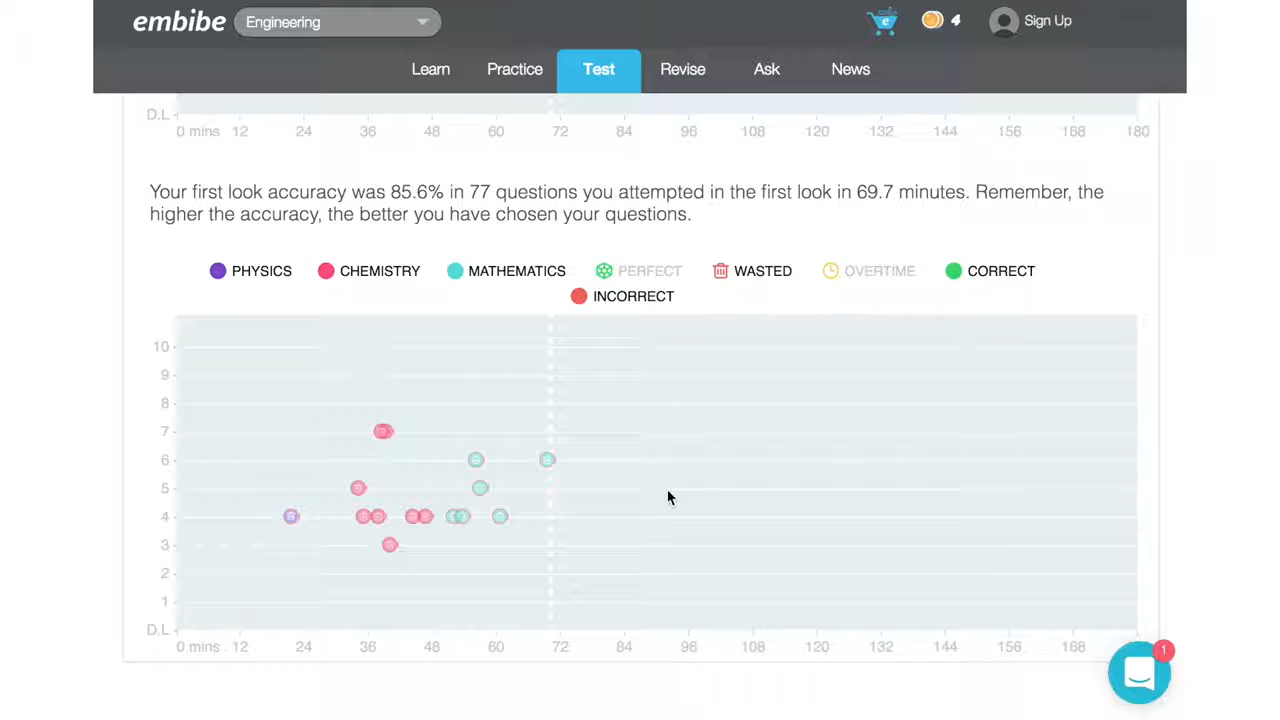 embibe Engineering 4 Sign Up
Learn Practice Test Revise Ask News
D.L
0 mins 12 24 36 48 60 72 84 96 108 120 132 144 156 168 180
Your first look accuracy was 85.6% in 77 questions you attempted in the first look in 69.7 minutes. Remember, the
higher the accuracy, the better you have chosen your questions.
PHYSICS CHEMISTRY MATHEMATICS PERFECT WASTED OVERTIME CORRECT
INCORRECT
10
9
8
7
6
5
4
3
2
1
D.L
0 mins 12 24 36 48 60 72 84 96 108 120 132 144 156 168
1